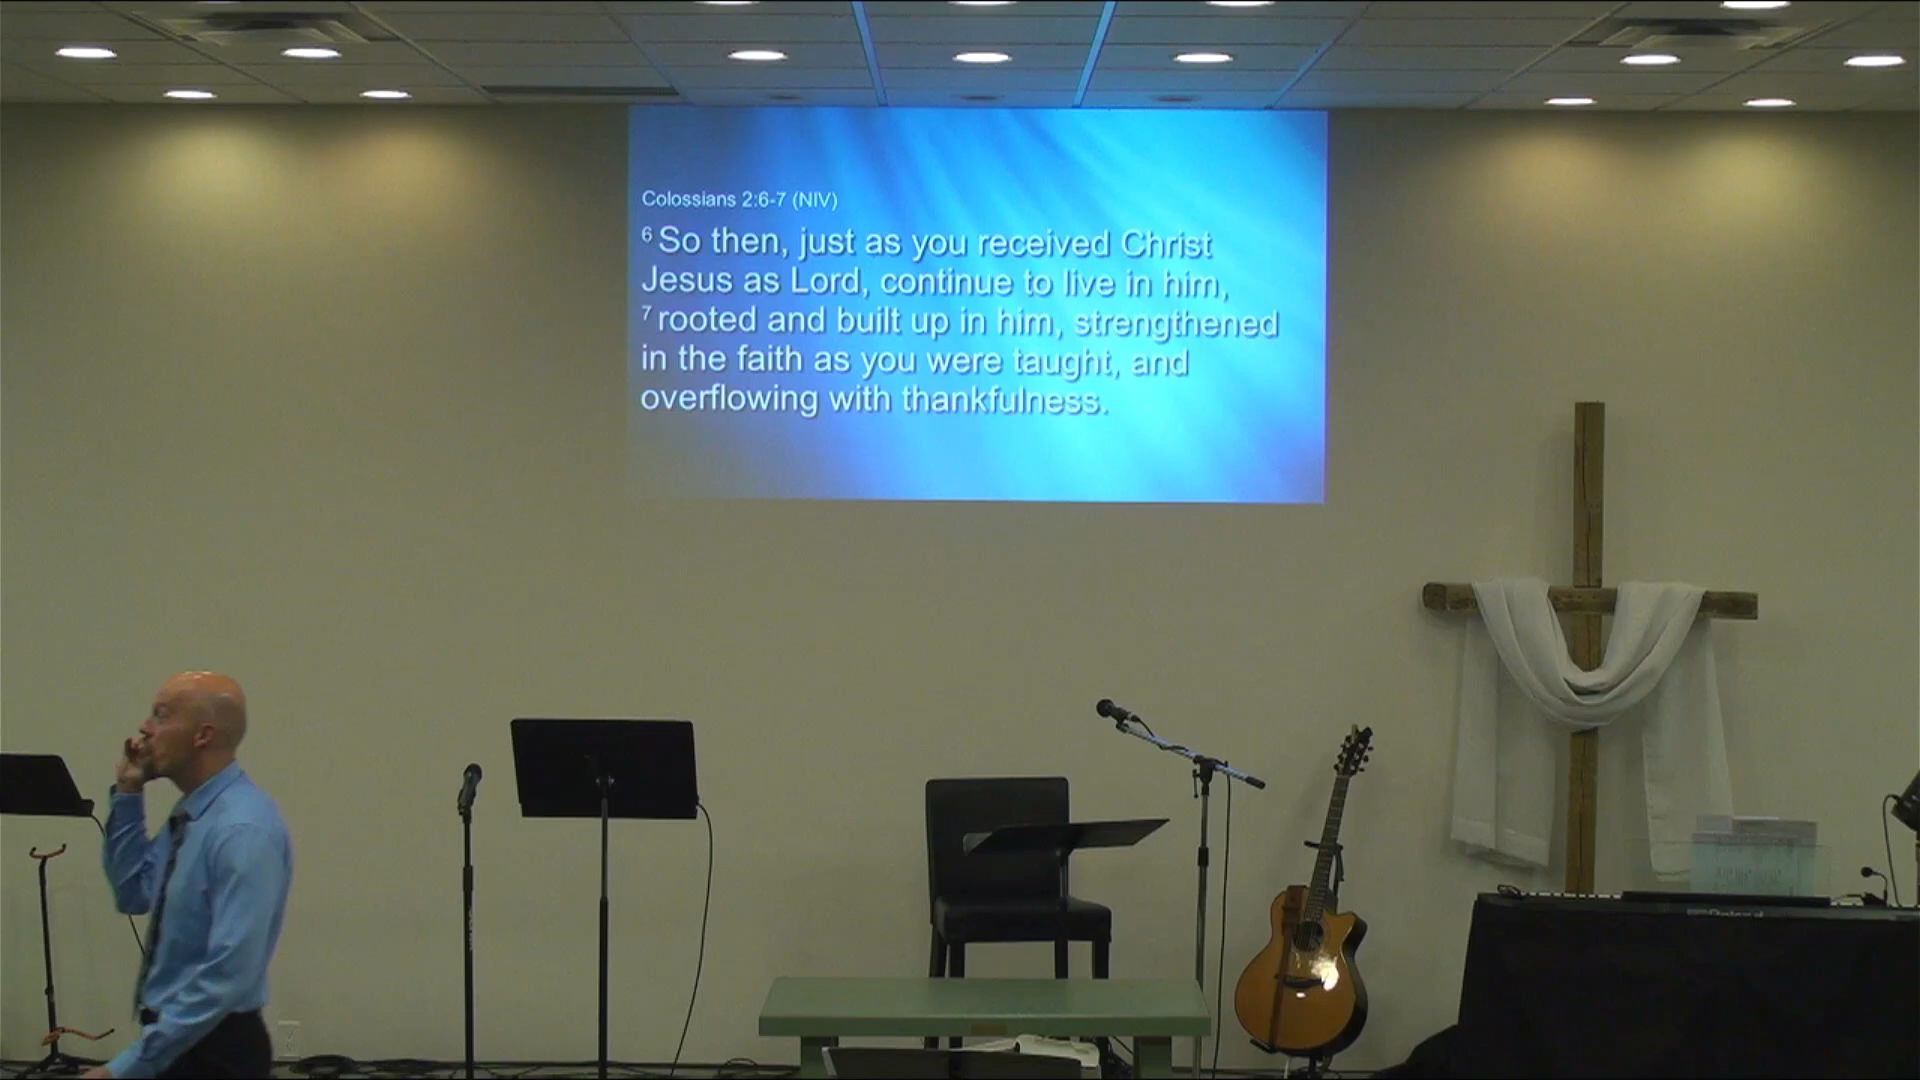 Colossians 2:6-7 (NIV)
6 So then, just as you received Christ
Jesus as Lord, continue to live in him,
7 rooted and built up in him, strengthened
in the faith as you were taught, and
overflowing with thankfulness.
Roland